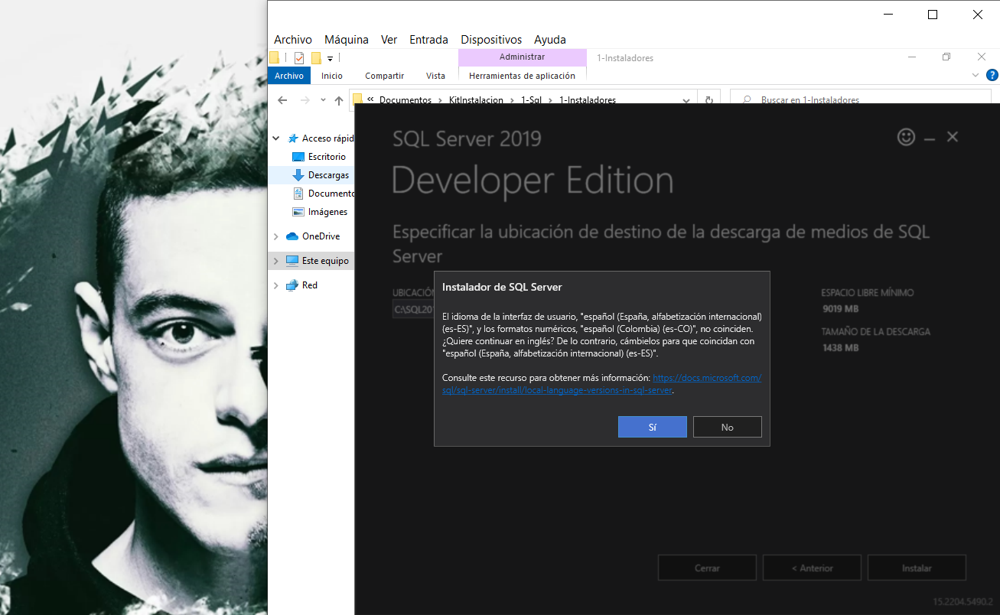 Archivo Máquina Ver Entrada Dispositivos Ayuda
Administrar 1-Instaladores
Archivo Inicio Compartir Vista Herramientas de aplicación
« Documentos › KitInstalacion › 1-Sql › 1-Instaladores
Buscar en 1-Instaladores
Acceso rápid
Escritorio
Descargas
Documento
Imágenes
OneDrive
Este equipo
Red
SQL Server 2019
Developer Edition
Especificar la ubicación de destino de la descarga de medios de SQL
Server
UBICACIÓN
C:\SQL201
ESPACIO LIBRE MÍNIMO
9019 MB
TAMAÑO DE LA DESCARGA
1438 MB
Instalador de SQL Server
El idioma de la interfaz de usuario, "español (España, alfabetización internacional)
(es-ES)", y los formatos numéricos, "español (Colombia) (es-CO)", no coinciden.
¿Quiere continuar en inglés? De lo contrario, cámbielos para que coincidan con
"español (España, alfabetización internacional) (es-ES)".
Consulte este recurso para obtener más información: https://docs.microsoft.com/
sql/sql-server/install/local-language-versions-in-sql-server.
Sí No
Cerrar < Anterior Instalar
15.2204.5490.2